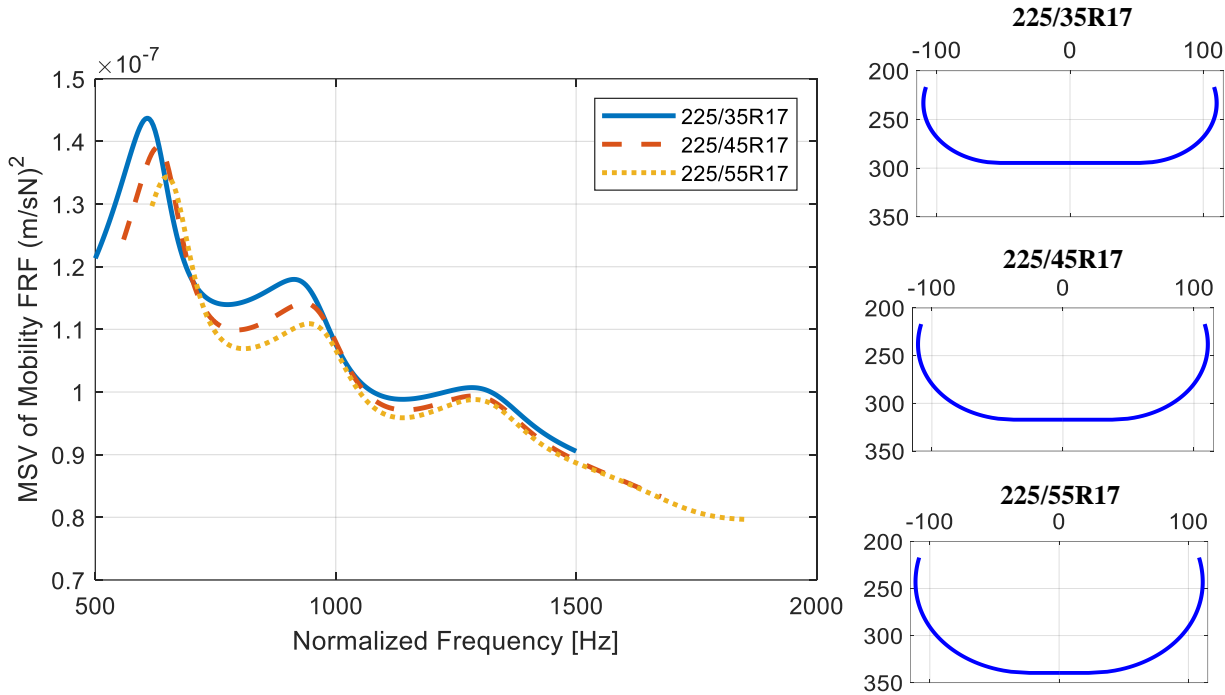 ×10⁻⁷
1.5
1.4
1.3
1.2
1.1
1
0.9
0.8
0.7
500
1000
1500
2000
MSV of Mobility FRF (m/sN)²
Normalized Frequency [Hz]
225/35R17
225/45R17
225/55R17
225/35R17
-100 0 100
200
250
300
350
225/45R17
-100 0 100
200
250
300
350
225/55R17
-100 0 100
200
250
300
350